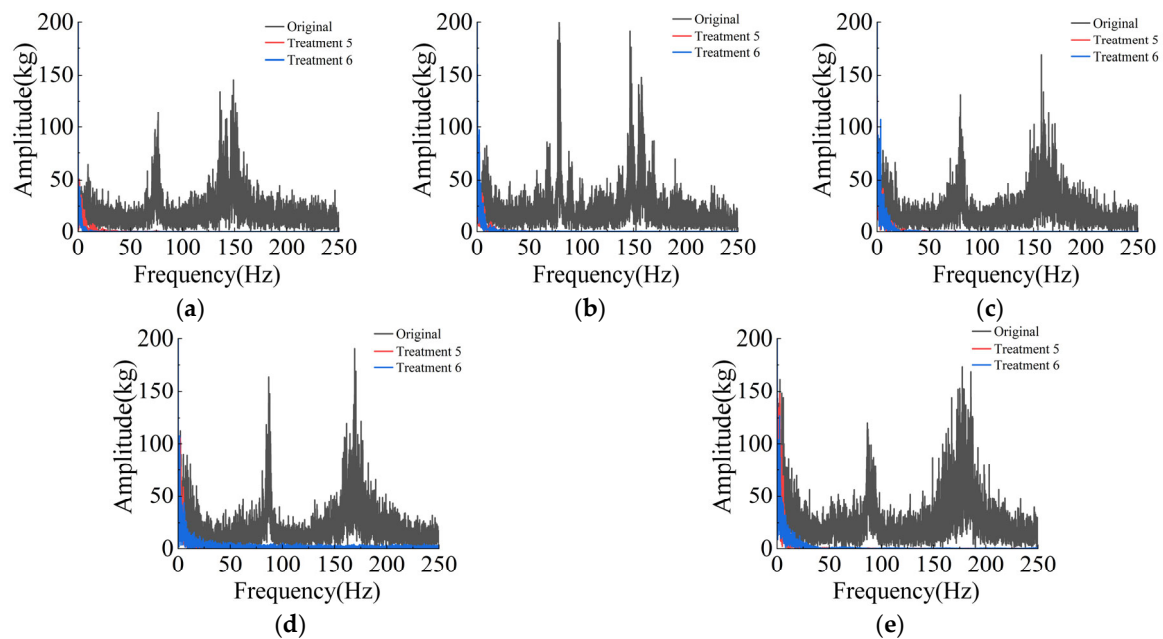 Amplitude(kg)
200
150
100
50
0
Original
Treatment 5
Treatment 6
0 50 100 150 200 250
Frequency(Hz)
(a)
Amplitude(kg)
200
150
100
50
0
Original
Treatment 5
Treatment 6
0 50 100 150 200 250
Frequency(Hz)
(b)
Amplitude(kg)
200
150
100
50
0
Original
Treatment 5
Treatment 6
0 50 100 150 200 250
Frequency(Hz)
(c)
Amplitude(kg)
200
150
100
50
0
Original
Treatment 5
Treatment 6
0 50 100 150 200 250
Frequency(Hz)
(d)
Amplitude(kg)
200
150
100
50
0
Original
Treatment 5
Treatment 6
0 50 100 150 200 250
Frequency(Hz)
(e)